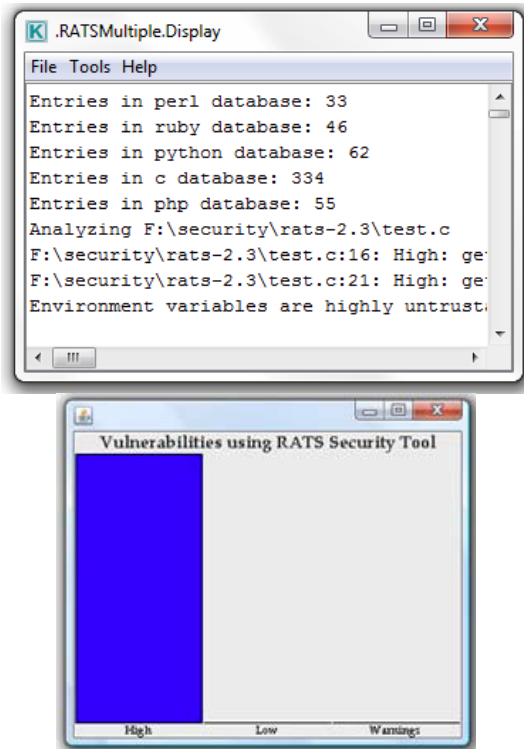 K .RATSMultiple.Display
File Tools Help
Entries in perl database: 33
Entries in ruby database: 46
Entries in python database: 62
Entries in c database: 334
Entries in php database: 55
Analyzing F:\security\rats-2.3\test.c
F:\security\rats-2.3\test.c:16: High: ge
F:\security\rats-2.3\test.c:21: High: ge
Environment variables are highly untrust
Vulnerabilities using RATS Security Tool
High Low Warnings